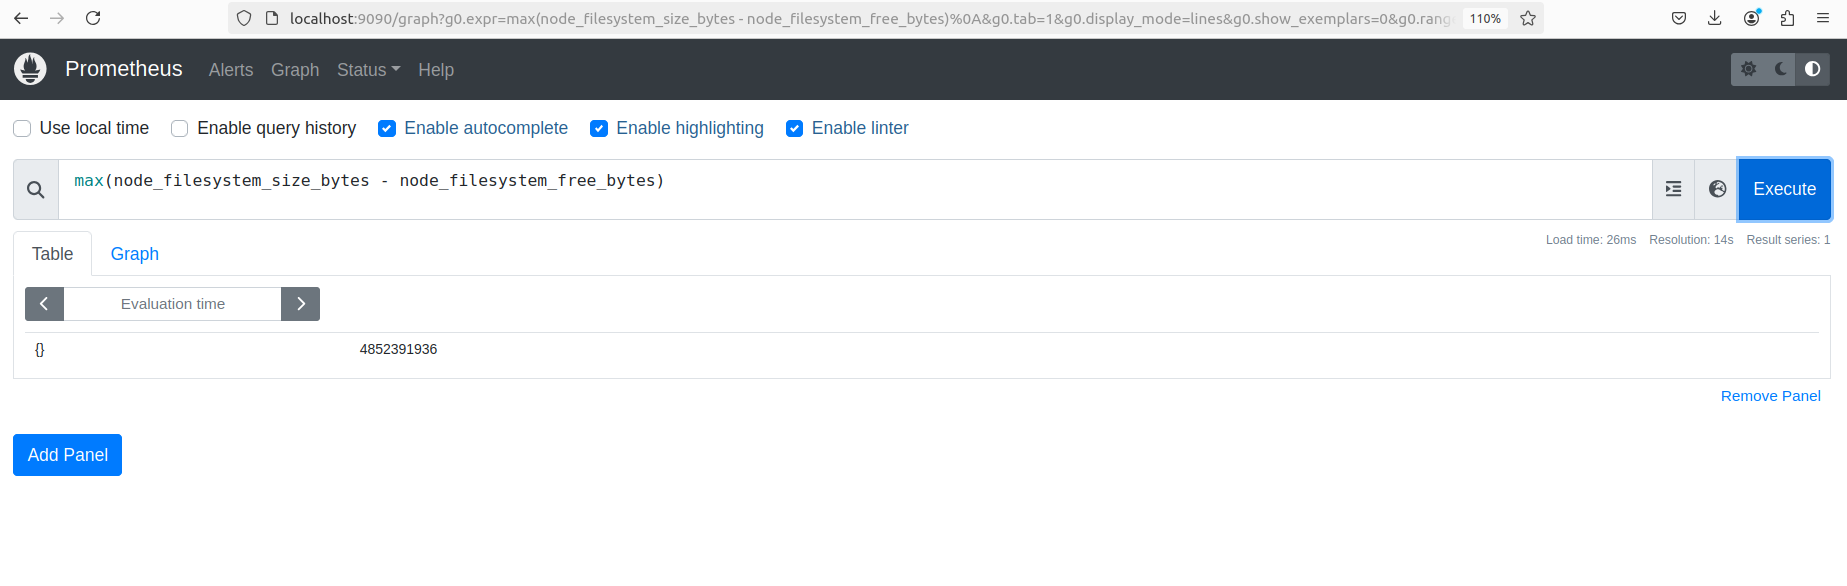 localhost:9090/graph?g0.expr=max(node_filesystem_size_bytes - node_filesystem_free_bytes)%0A&g0.tab=1&g0.display_mode=lines&g0.show_exemplars=0&g0.rang 110%
Prometheus Alerts Graph Status Help
Use local time Enable query history Enable autocomplete Enable highlighting Enable linter
max(node_filesystem_size_bytes - node_filesystem_free_bytes)
Execute
Table Graph
Load time: 26ms Resolution: 14s Result series: 1
Evaluation time
{} 4852391936
Remove Panel
Add Panel